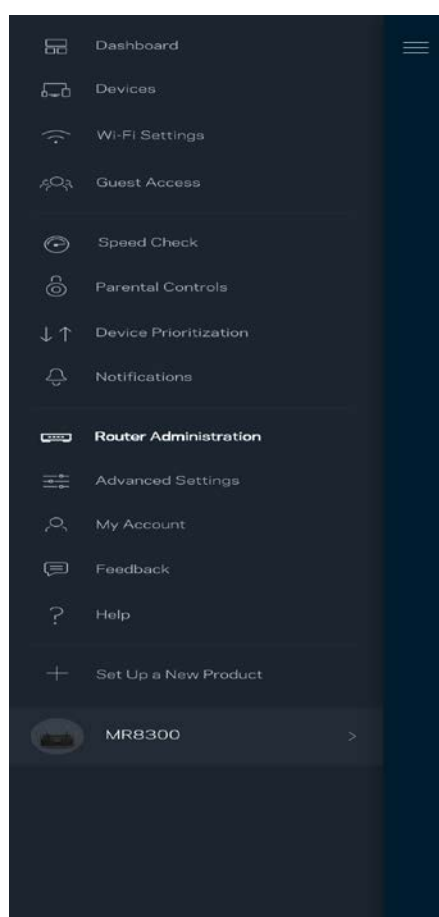 Dashboard
Devices
Wi-Fi Settings
Guest Access
Speed Check
Parental Controls
Device Prioritization
Notifications
Router Administration
Advanced Settings
My Account
Feedback
Help
Set Up a New Product
MR8300